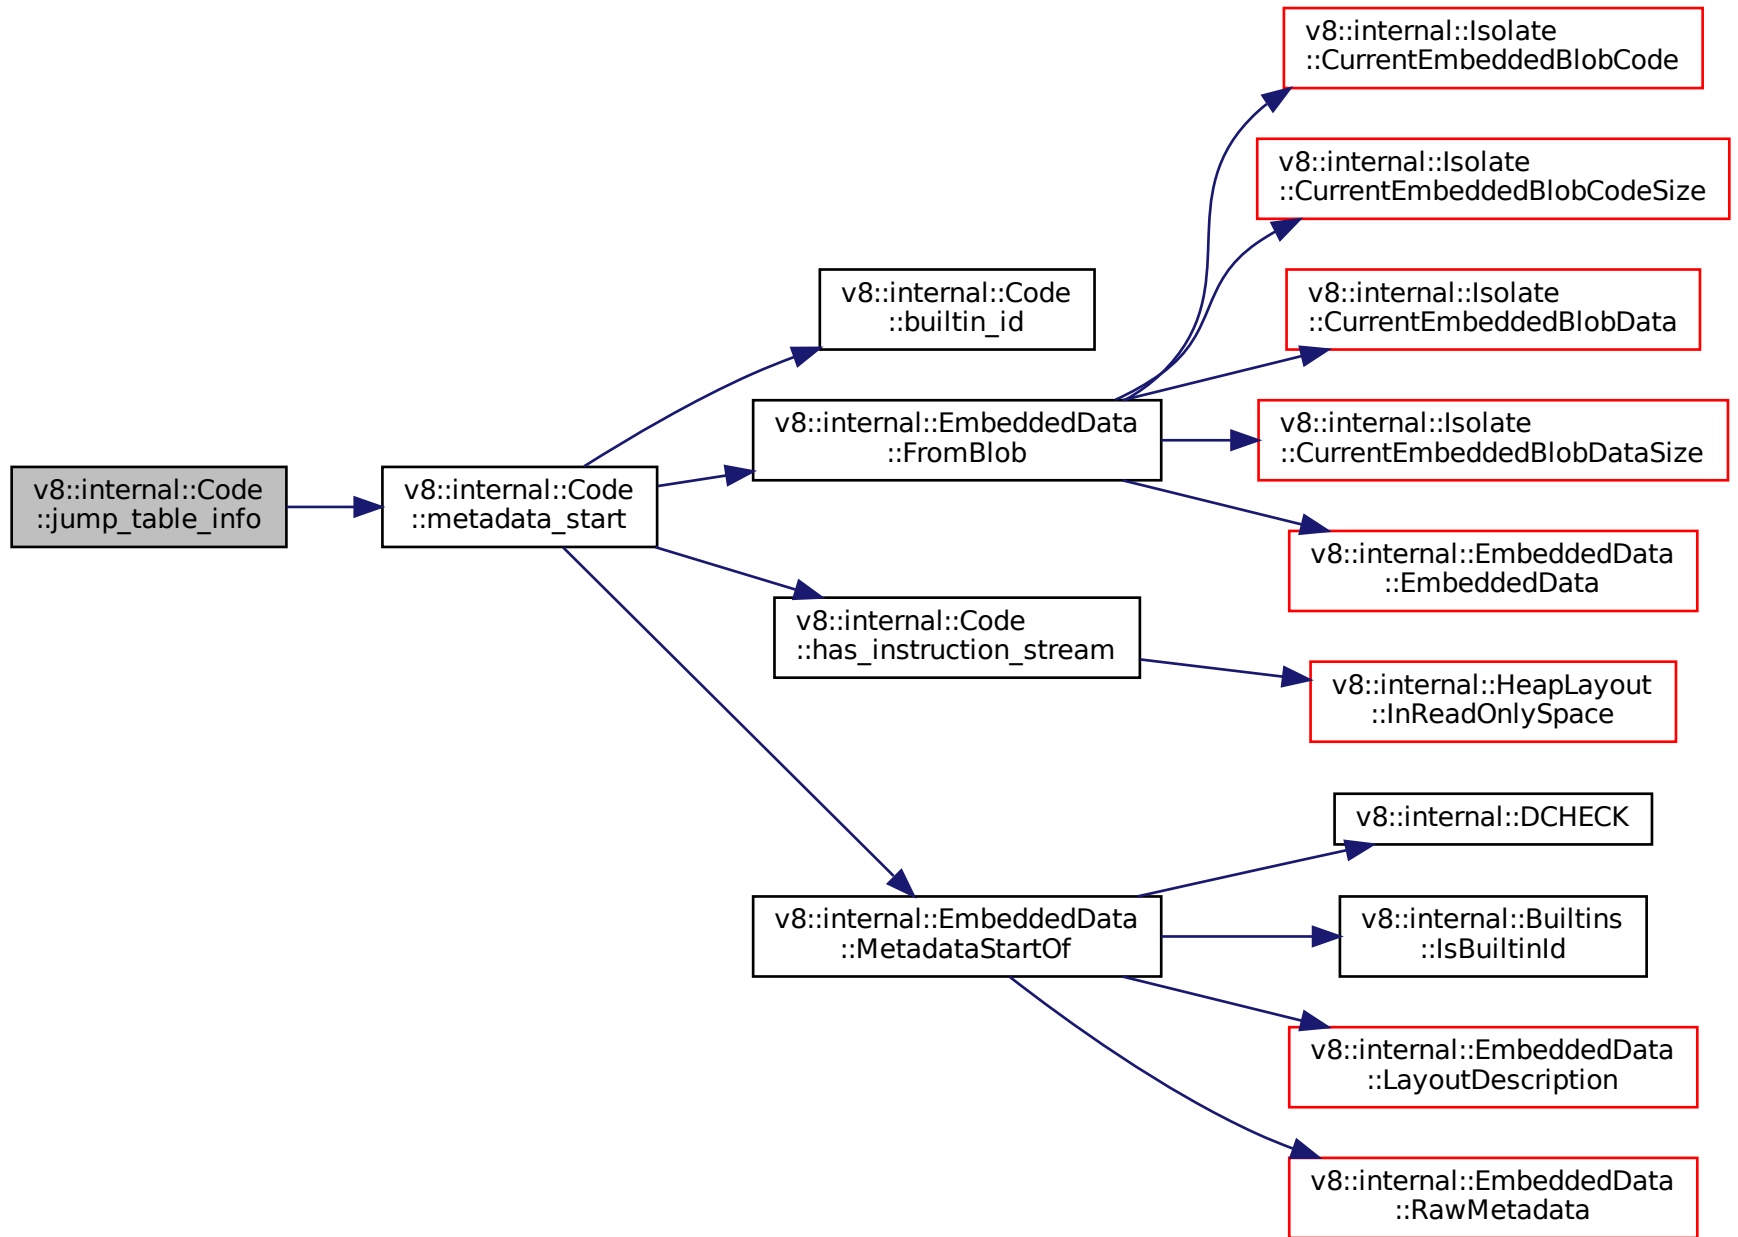 v8::internal::Code
::jump_table_info
v8::internal::Code
::metadata_start
v8::internal::Code
::builtin_id
v8::internal::EmbeddedData
::FromBlob
v8::internal::Code
::has_instruction_stream
v8::internal::EmbeddedData
::MetadataStartOf
v8::internal::Isolate
::CurrentEmbeddedBlobCode
v8::internal::Isolate
::CurrentEmbeddedBlobCodeSize
v8::internal::Isolate
::CurrentEmbeddedBlobData
v8::internal::Isolate
::CurrentEmbeddedBlobDataSize
v8::internal::EmbeddedData
::EmbeddedData
v8::internal::HeapLayout
::InReadOnlySpace
v8::internal::DCHECK
v8::internal::Builtins
::IsBuiltinId
v8::internal::EmbeddedData
::LayoutDescription
v8::internal::EmbeddedData
::RawMetadata